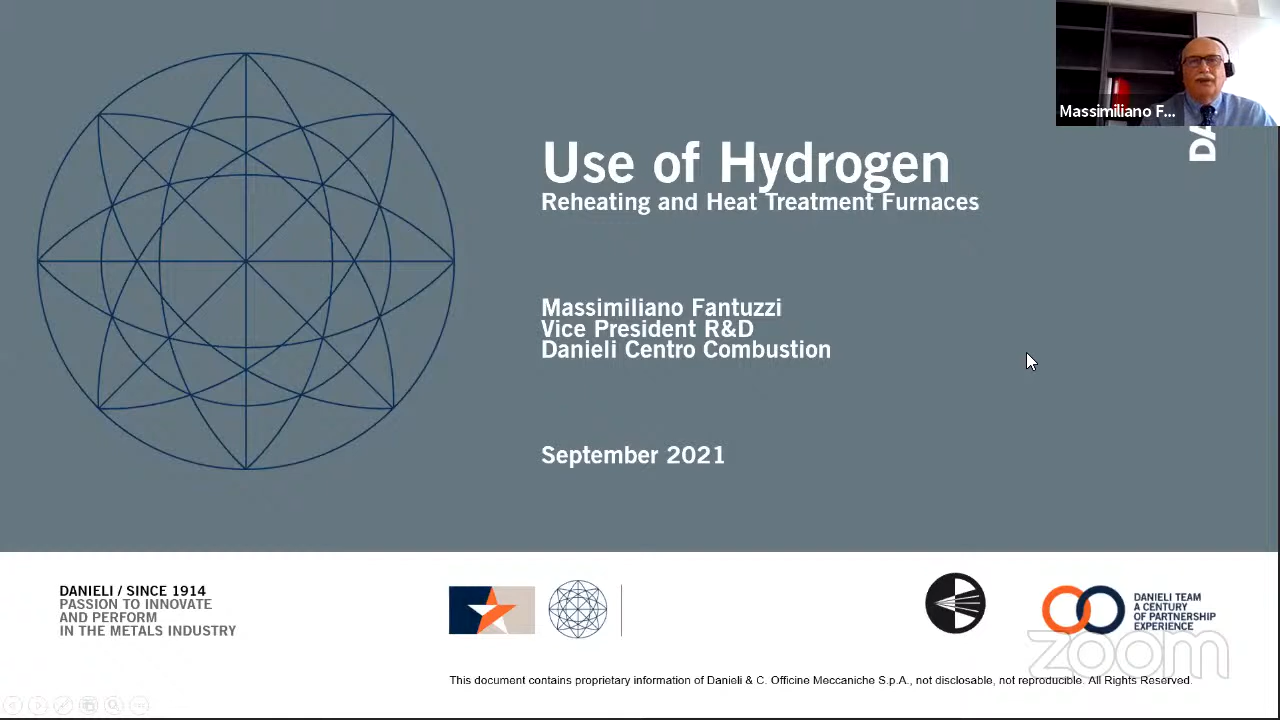 Massimiliano F...
DA
Use of Hydrogen
Reheating and Heat Treatment Furnaces
Massimiliano Fantuzzi
Vice President R&D
Danieli Centro Combustion
September 2021
DANIELI / SINCE 1914
PASSION TO INNOVATE
AND PERFORM
IN THE METALS INDUSTRY
DANIELI TEAM
A CENTURY
OF PARTNERSHIP
EXPERIENCE
zoom
This document contains proprietary information of Danieli & C. Officine Meccaniche S.p.A., not disclosable, not reproducible. All Rights Reserved.